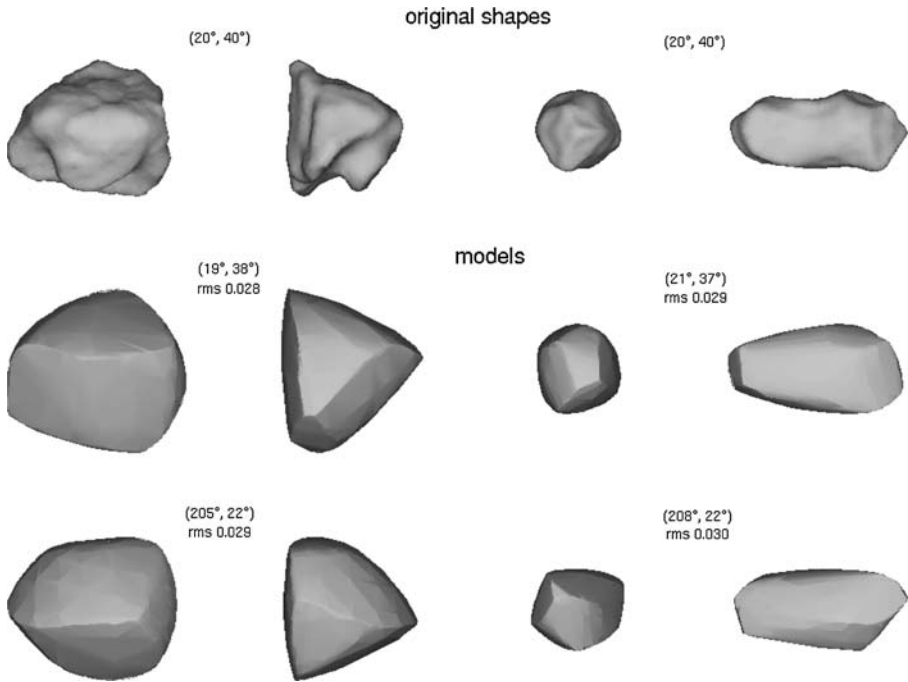 original shapes
(20°, 40°)
(20°, 40°)
models
(19°, 38°)
rms 0.028
(21°, 37°)
rms 0.029
(205°, 22°)
rms 0.029
(208°, 22°)
rms 0.030